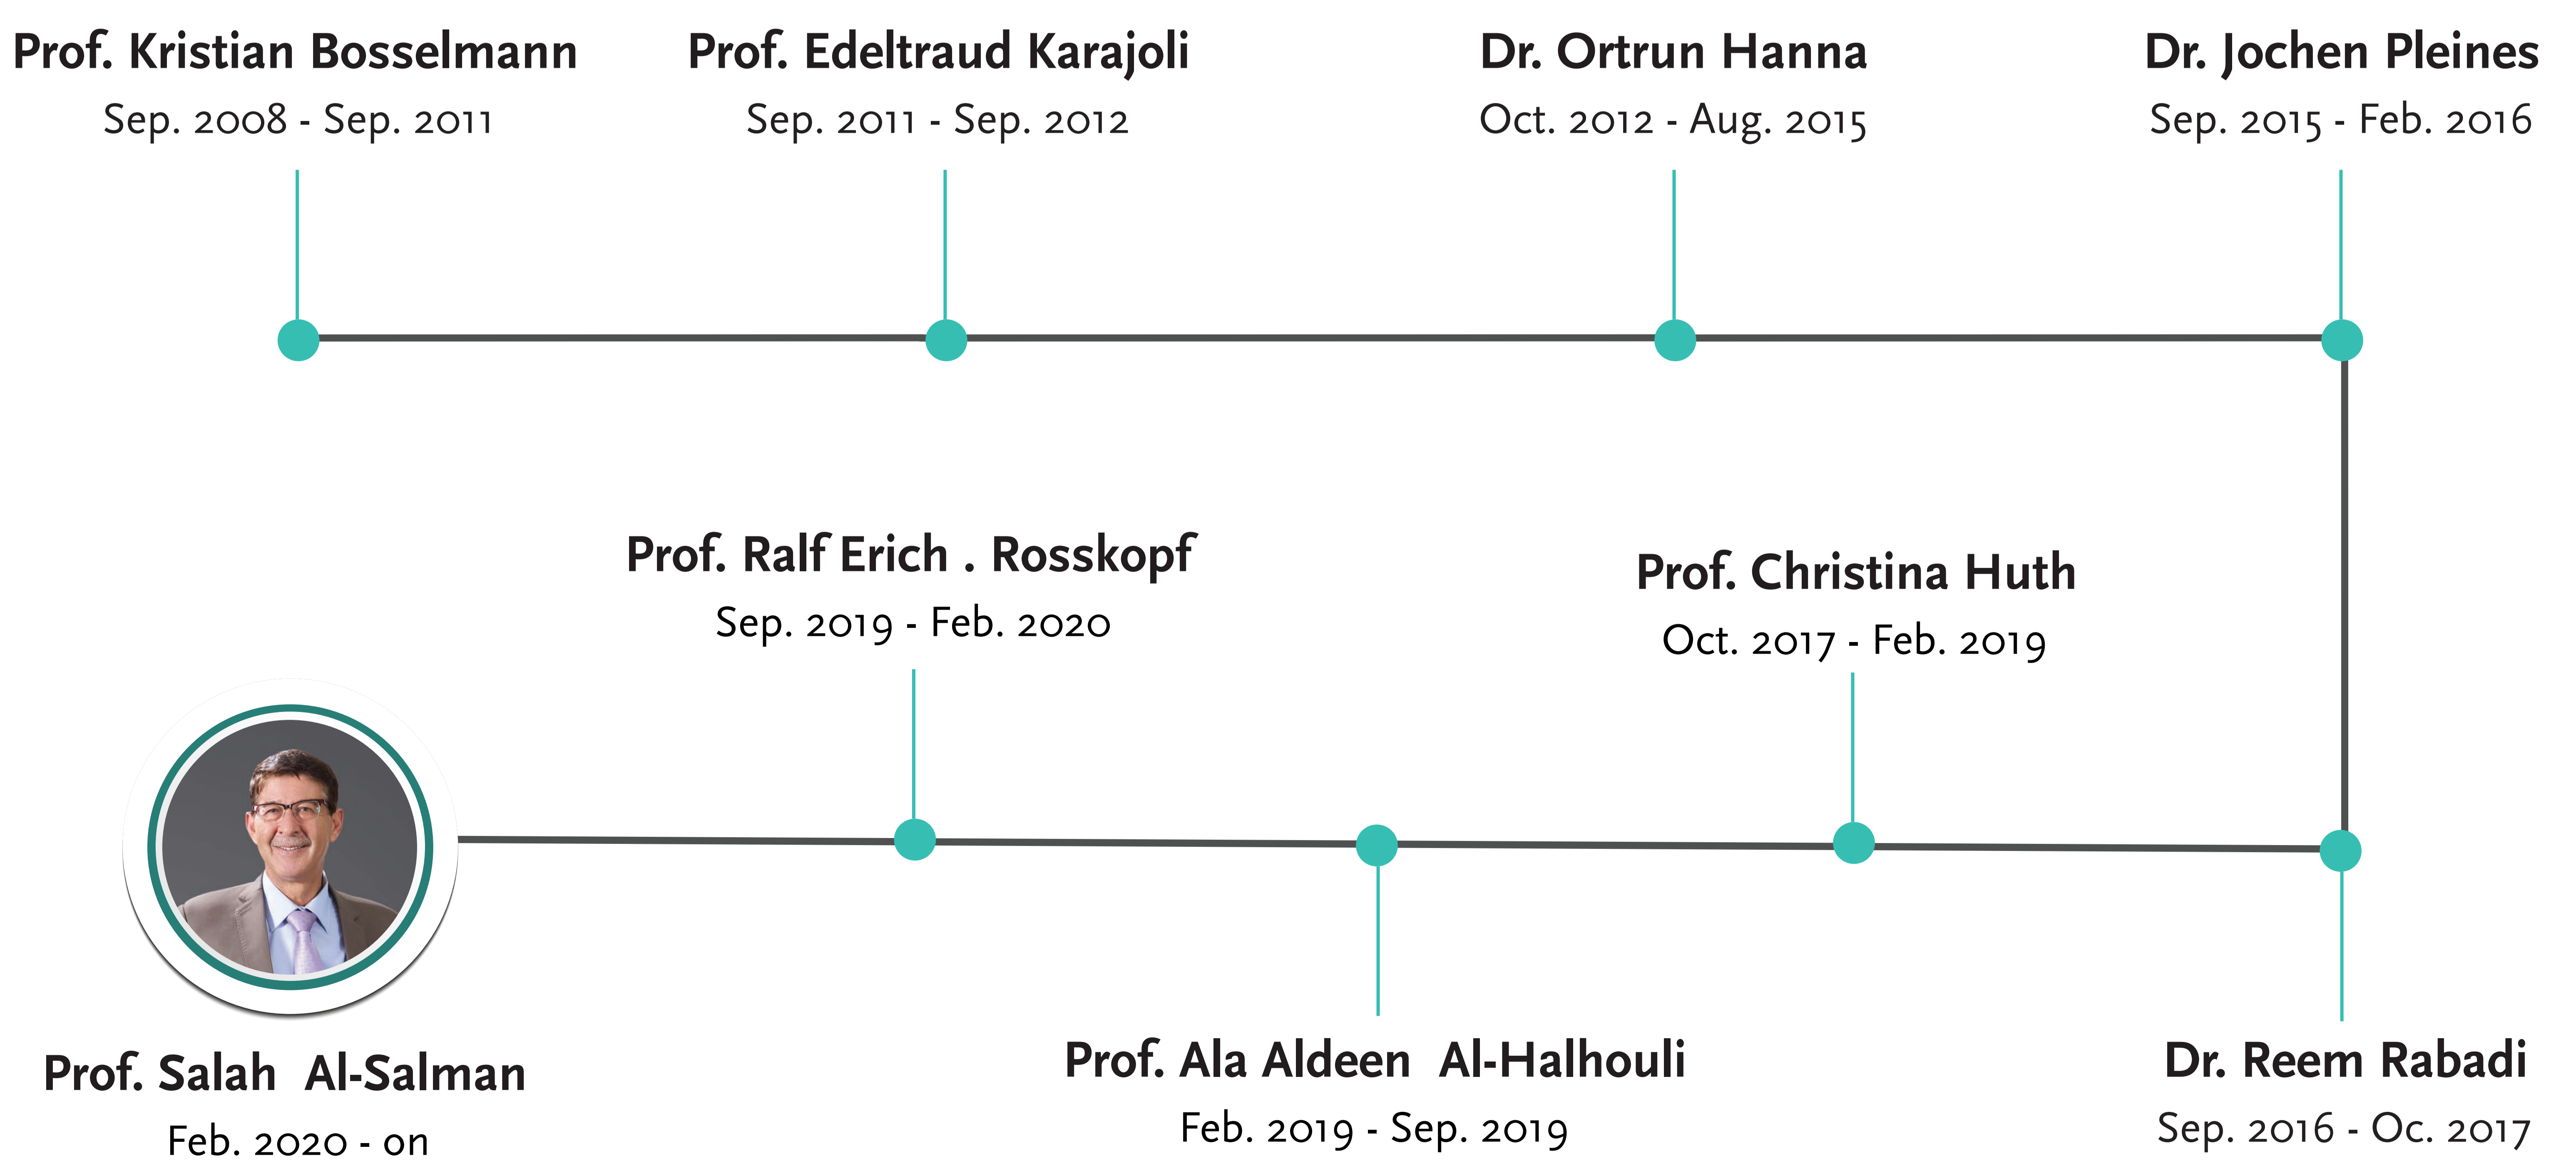 Prof. Kristian Bosselmann
Sep. 2008 - Sep. 2011
Prof. Edeltraud Karajoli
Sep. 2011 - Sep. 2012
Dr. Ortrun Hanna
Oct. 2012 - Aug. 2015
Dr. Jochen Pleines
Sep. 2015 - Feb. 2016
Prof. Ralf Erich . Rosskopf
Sep. 2019 - Feb. 2020
Prof. Christina Huth
Oct. 2017 - Feb. 2019
Prof. Salah Al-Salman
Feb. 2020 - on
Prof. Ala Aldeen Al-Halhouli
Feb. 2019 - Sep. 2019
Dr. Reem Rabadi
Sep. 2016 - Oc. 2017